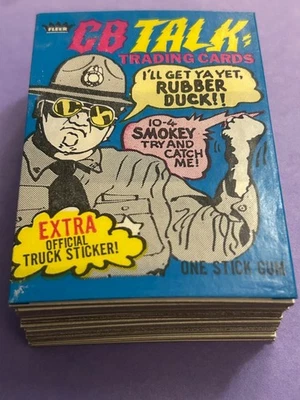 FLEER
CB TALK
TRADING CARDS
I'LL GET YA YET,
RUBBER
DUCK!!
10-4
SMOKEY
TRY AND
CATCH
ME!
EXTRA
OFFICIAL
TRUCK STICKER!
ONE STICK GUM